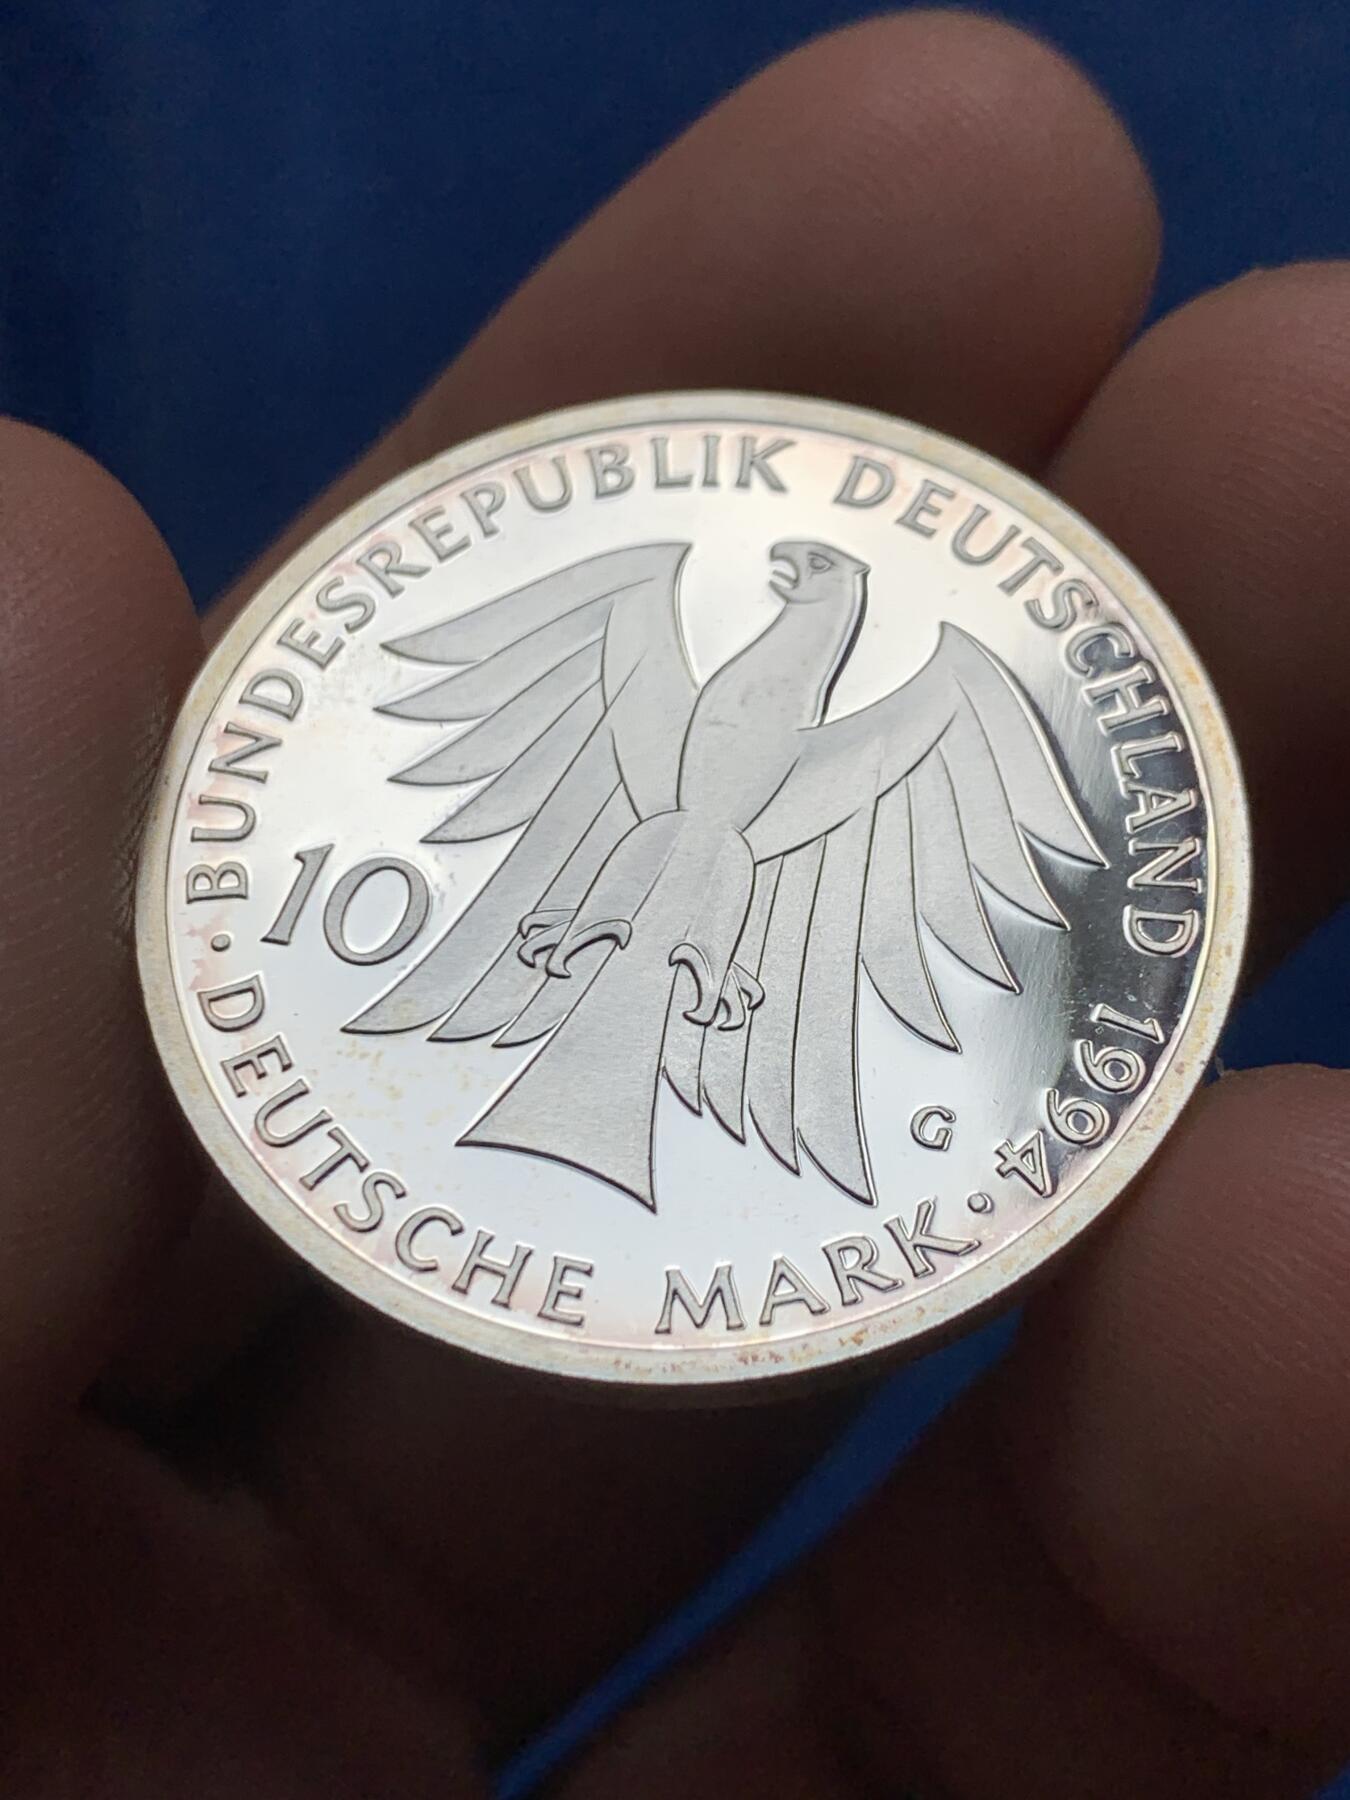 BUNDESREPUBLIK DEUTSCHLAND 1994
· DEUTSCHE MARK ·
10
G